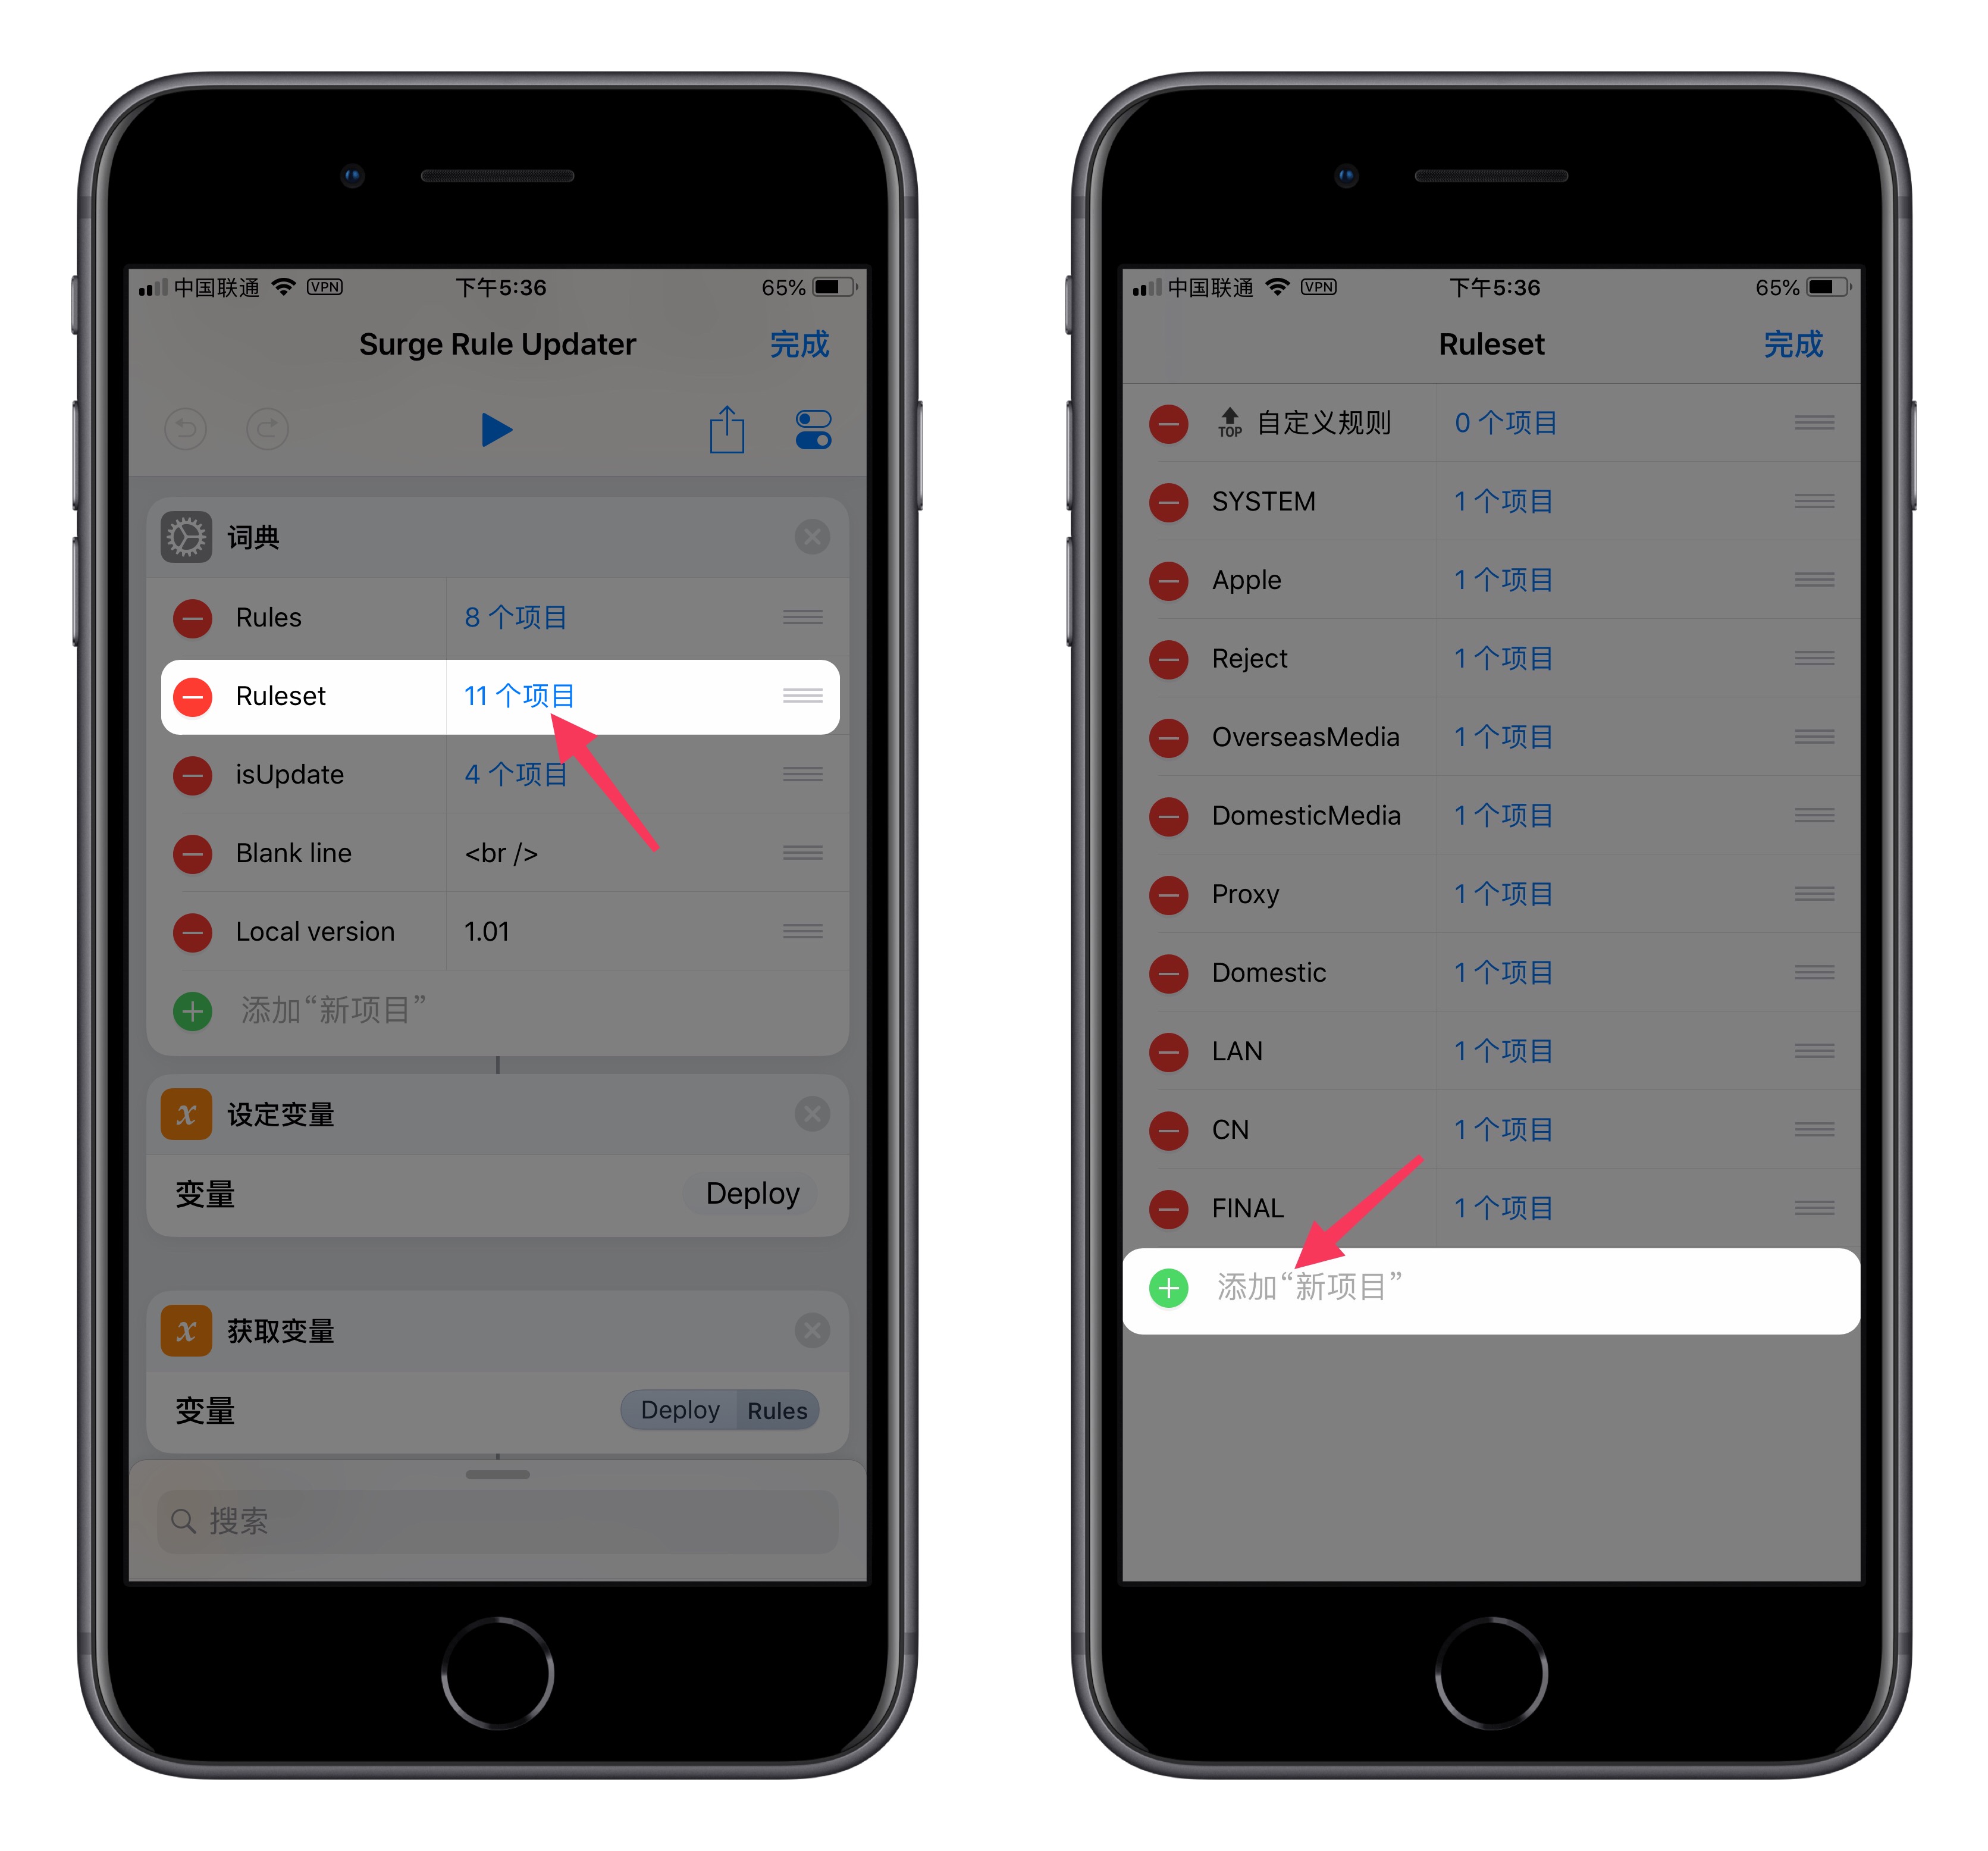 中国联通 VPN 下午5:36 65%
Surge Rule Updater 完成
词典
Rules 8 个项目
Ruleset 11 个项目
isUpdate 4 个项目
Blank line <br />
Local version 1.01
添加“新项目”
x 设定变量
变量 Deploy
x 获取变量
变量 Deploy Rules
搜索
中国联通 VPN 下午5:36 65%
Ruleset 完成
TOP 自定义规则 0 个项目
SYSTEM 1 个项目
Apple 1 个项目
Reject 1 个项目
OverseasMedia 1 个项目
DomesticMedia 1 个项目
Proxy 1 个项目
Domestic 1 个项目
LAN 1 个项目
CN 1 个项目
FINAL 1 个项目
添加“新项目”